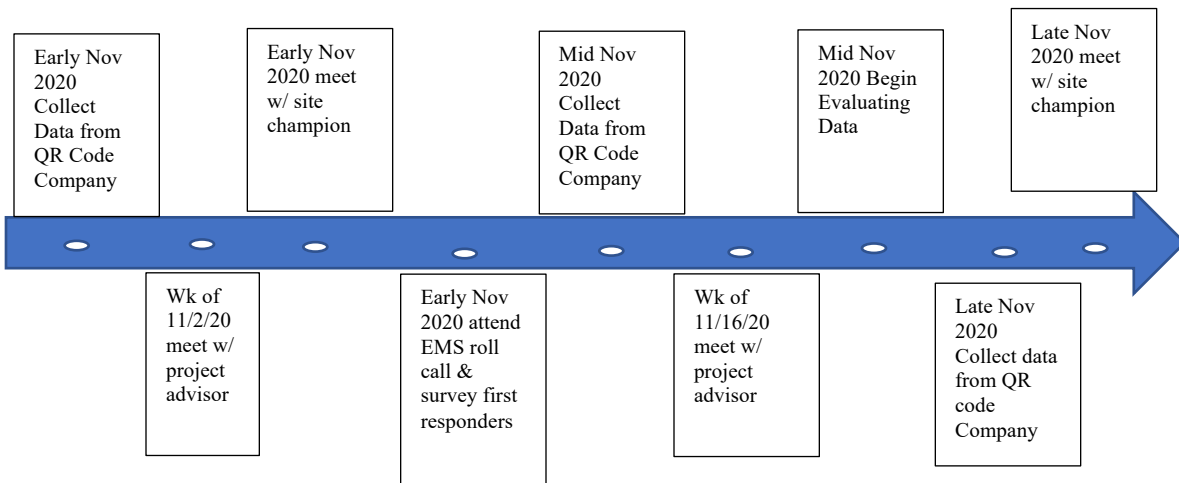 Early Nov
2020
Collect
Data from
QR Code
Company
Wk of
11/2/20
meet w/
project
advisor
Early Nov
2020 meet
w/ site
champion
Early Nov
2020 attend
EMS roll
call &
survey first
responders
Mid Nov
2020
Collect
Data from
QR Code
Company
Wk of
11/16/20
meet w/
project
advisor
Mid Nov
2020 Begin
Evaluating
Data
Late Nov
2020
Collect data
from QR
code
Company
Late Nov
2020 meet
w/ site
champion